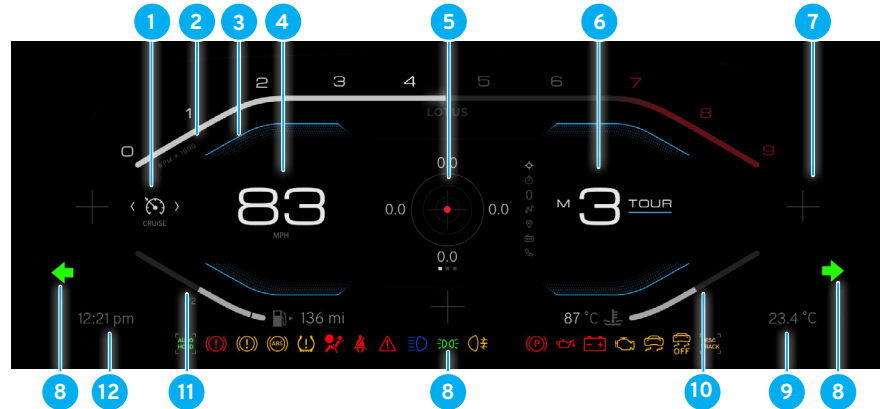 1 2 3 4 5 6 7
0 1 2 3 4 5 6 7 8 9
RPM × 1000
LOTUS
0.0
CRUISE
83
MPH
0.0 0.0
0.0
M 3 TOUR
12:21 pm
136 mi
87 °C
23.4 °C
AUTO HOLD
ABS
P
OFF
ESC
TRACK
8 12 11 8 10 9 8